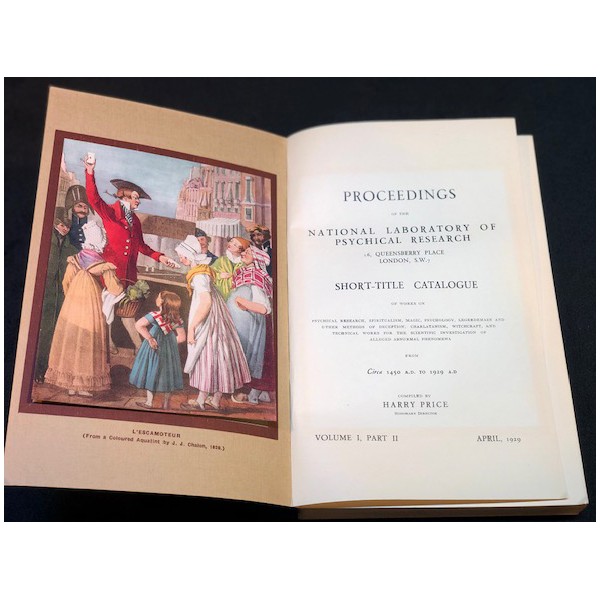 L'ESCAMOTEUR
(From a Coloured Aquatint by J. J. Chalon, 1820.)
PROCEEDINGS
OF THE
NATIONAL LABORATORY OF
PSYCHICAL RESEARCH
QUEENSBERRY PLACE
LONDON, S.W.7
SHORT-TITLE CATALOGUE
OF WORKS ON
PSYCHICAL RESEARCH, SPIRITUALISM, MAGIC, PSYCHOLOGY, LEGERDEMAIN AND
OTHER METHODS OF DECEPTION, CHARLATANISM, WITCHCRAFT, AND
TECHNICAL WORKS FOR THE SCIENTIFIC INVESTIGATION OF
ALLEGED ABNORMAL PHENOMENA
FROM
Circa 1450 A.D. TO 1929 A.D
COMPILED BY
HARRY PRICE
HONORARY DIRECTOR
VOLUME I, PART II APRIL, 1929